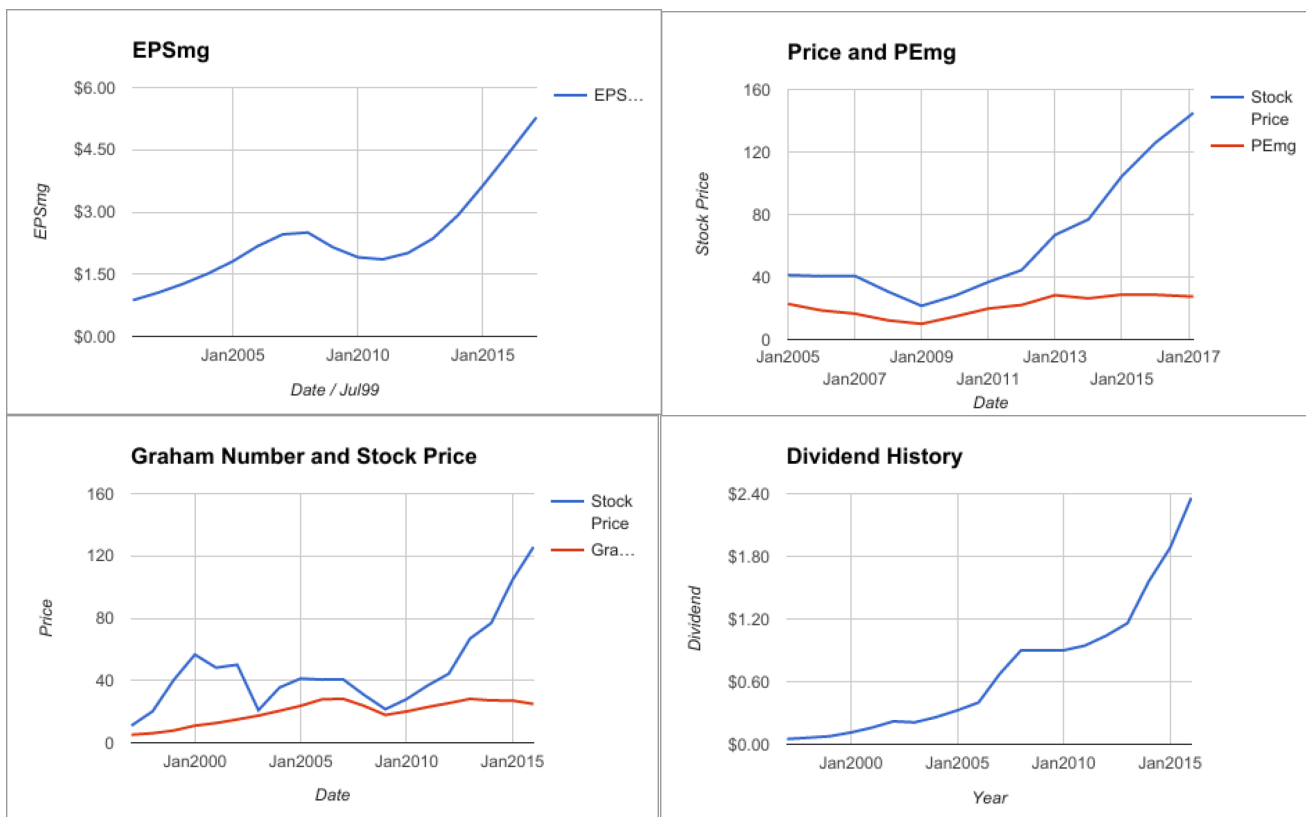 EPSmg
$6.00
$4.50
$3.00
$1.50
$0.00
EPSmg
Jan2005
Jan2010
Jan2015
Date / Jul99
EPS…
Price and PEmg
160
120
80
40
0
Stock Price
Jan2005
Jan2009
Jan2013
Jan2017
Jan2007
Jan2011
Jan2015
Date
Stock
Price
PEmg
Graham Number and Stock Price
160
120
80
40
0
Price
Jan2000
Jan2005
Jan2010
Jan2015
Date
Stock
Price
Gra…
Dividend History
$2.40
$1.80
$1.20
$0.60
$0.00
Dividend
Jan2000
Jan2005
Jan2010
Jan2015
Year